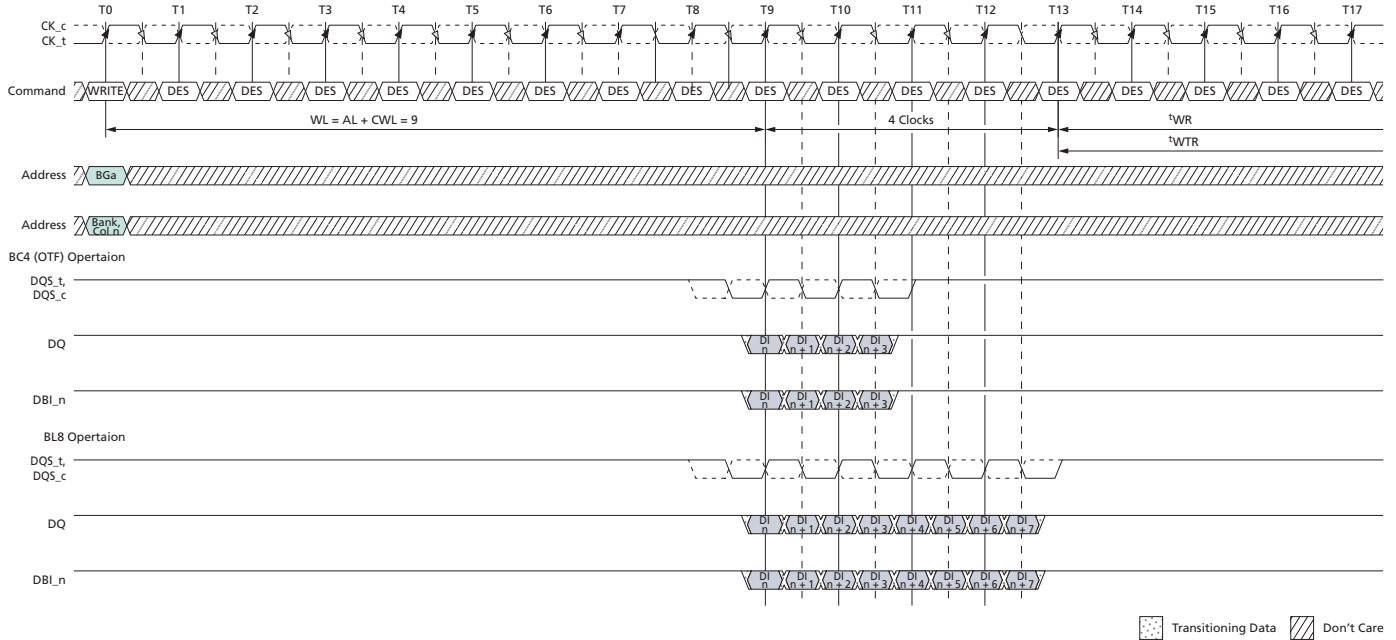 T0 T1 T2 T3 T4 T5 T6 T7 T8 T9 T10 T11 T12 T13 T14 T15 T16 T17
CK_c
CK_t
Command WRITE DES DES DES DES DES DES DES DES DES DES DES DES DES DES DES DES DES
WL = AL + CWL = 9 4 Clocks tWR
tWTR
Address BGa
Address Bank, Col n
BC4 (OTF) Opertaion
DQS_t,
DQS_c
DQ DI n DI n + 1 DI n + 2 DI n + 3
DBI_n DI n DI n + 1 DI n + 2 DI n + 3
BL8 Opertaion
DQS_t,
DQS_c
DQ DI n DI n + 1 DI n + 2 DI n + 3 DI n + 4 DI n + 5 DI n + 6 DI n + 7
DBI_n DI n DI n + 1 DI n + 2 DI n + 3 DI n + 4 DI n + 5 DI n + 6 DI n + 7
Transitioning Data Don't Care